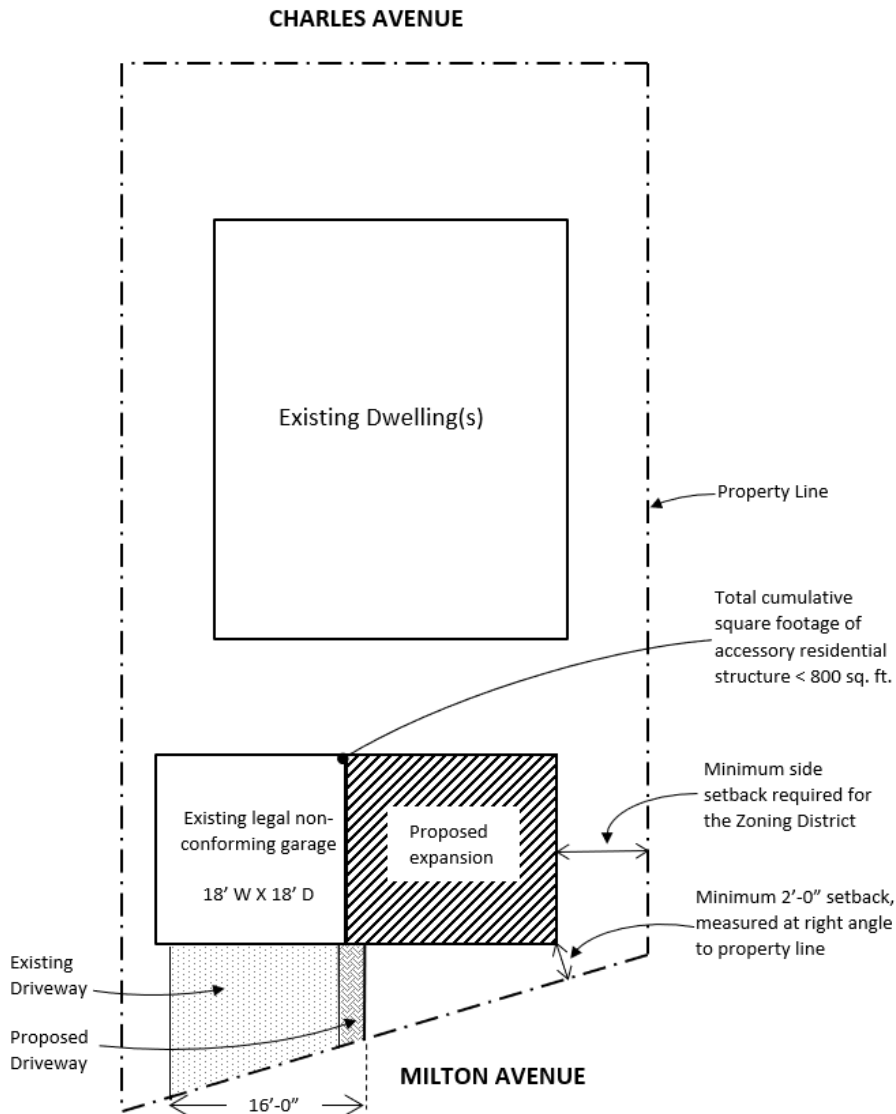 CHARLES AVENUE
Existing Dwelling(s)
Property Line
Total cumulative
square footage of
accessory residential
structure < 800 sq. ft.
Minimum side
setback required for
the Zoning District
Existing legal non-
conforming garage
18’ W X 18’ D
Proposed
expansion
Minimum 2’-0” setback,
measured at right angle
to property line
Existing
Driveway
Proposed
Driveway
MILTON AVENUE
16’-0”